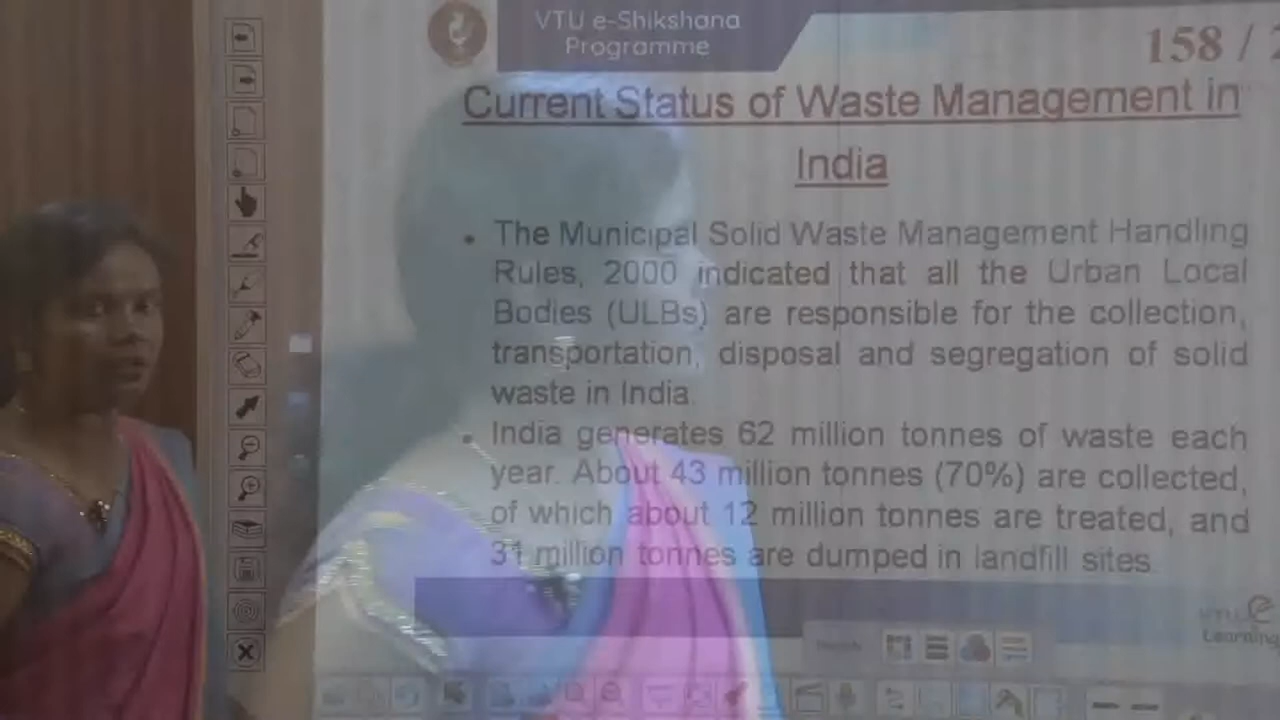 VTU e-Shikshana
Programme
158 /
Current Status of Waste Management in
India
• The Municipal Solid Waste Management Handling
Rules, 2000 indicated that all the Urban Local
Bodies (ULBs) are responsible for the collection,
transportation, disposal and segregation of solid
waste in India.
• India generates 62 million tonnes of waste each
year. About 43 million tonnes (70%) are collected,
of which about 12 million tonnes are treated, and
31 million tonnes are dumped in landfill sites.
VTU e
Learning